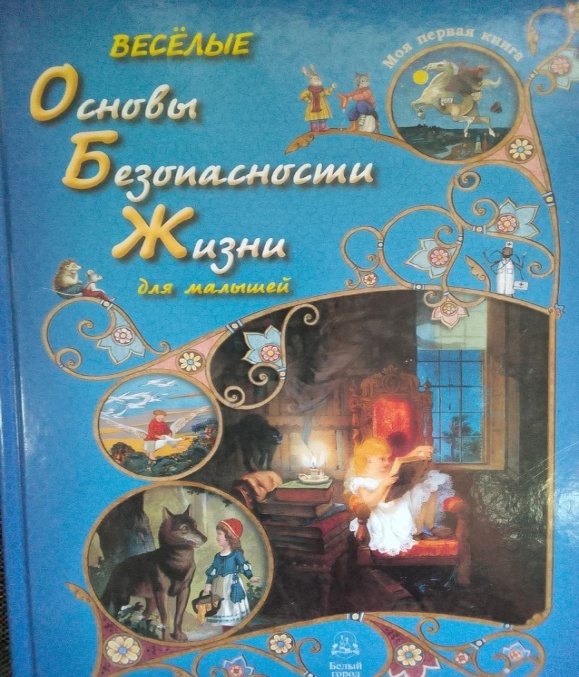 ВЕСЁЛЫЕ
Моя первая книга
Основы
Безопасности
Жизни
для малышей
Белый
город